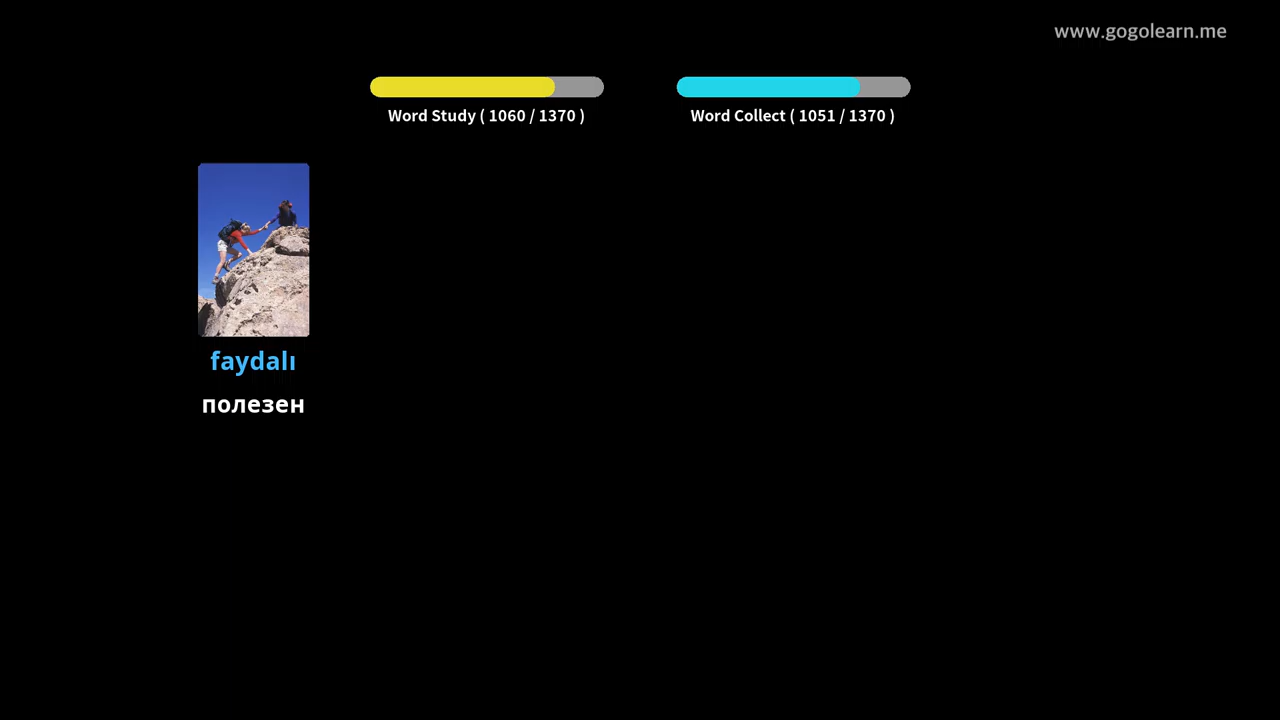 www.gogolearn.me
Word Study ( 1060 / 1370 )
Word Collect ( 1051 / 1370 )
faydalı
полезен